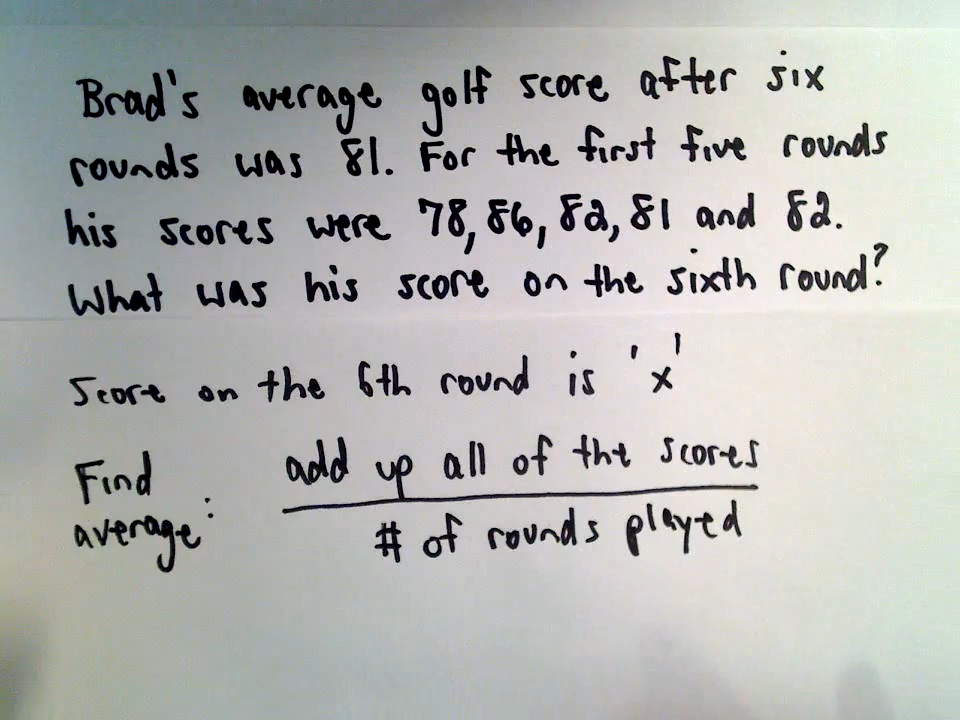 Brad's average golf score after six
rounds was 81. For the first five rounds
his scores were 78, 86, 82, 81 and 82.
What was his score on the sixth round?
Score on the 6th round is 'x'
Find average: add up all of the scores
# of rounds played